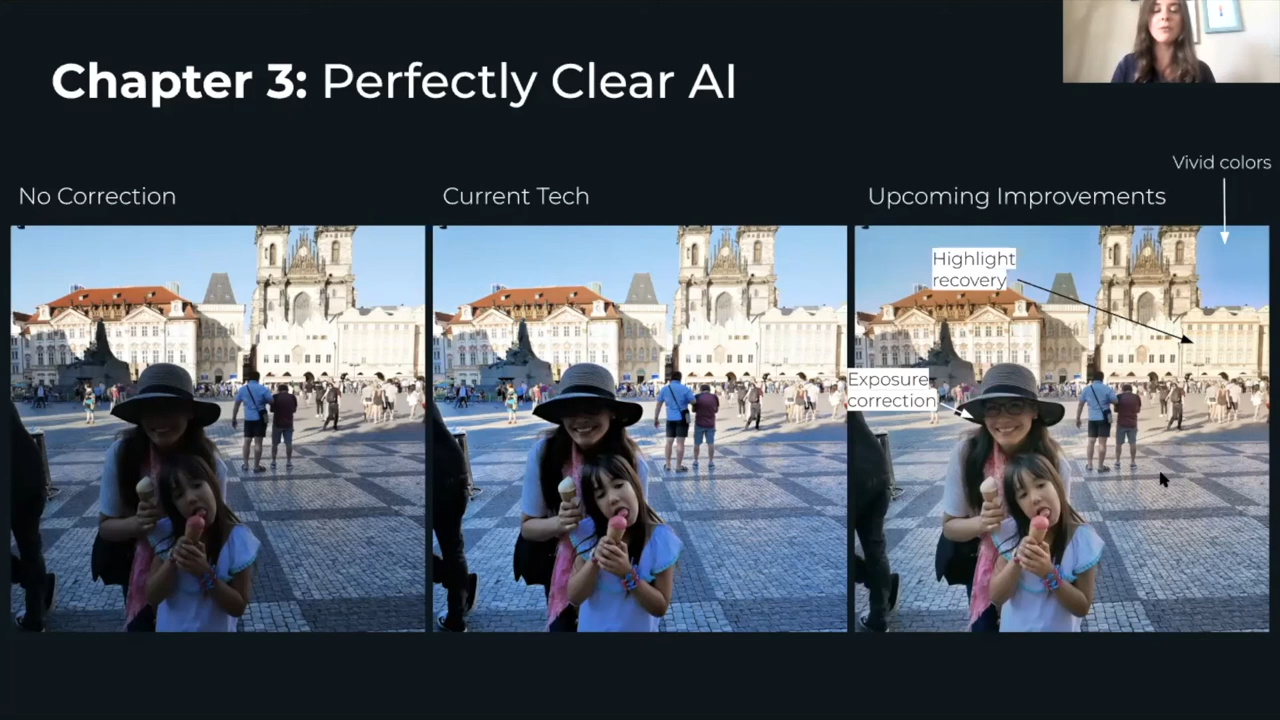 Chapter 3: Perfectly Clear AI
Vivid colors
No Correction
Current Tech
Upcoming Improvements
Highlight
recovery
Exposure
correction